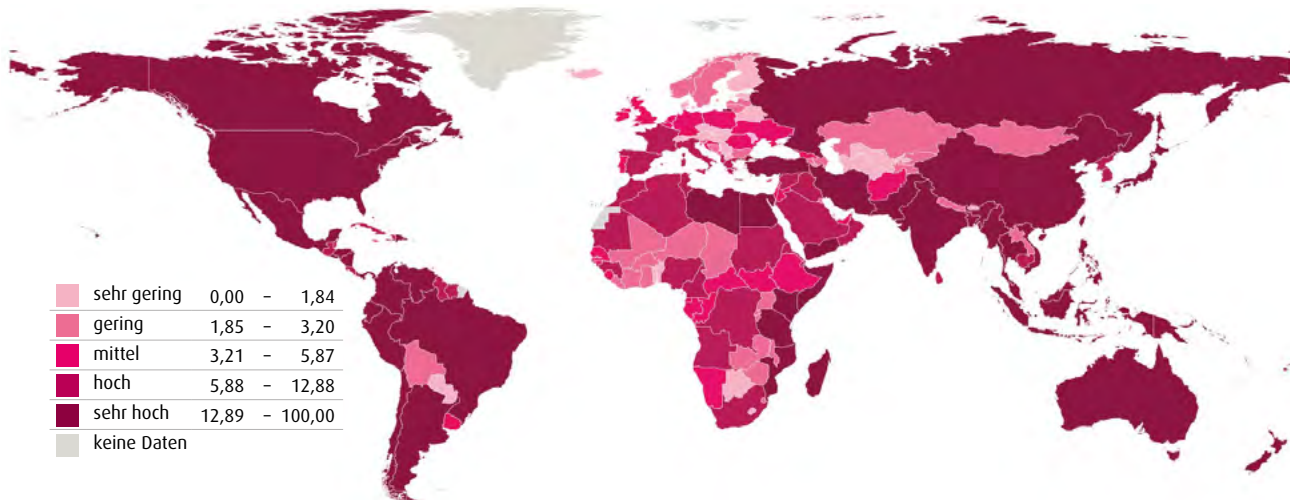 sehr gering 0,00 – 1,84
gering 1,85 – 3,20
mittel 3,21 – 5,87
hoch 5,88 – 12,88
sehr hoch 12,89 – 100,00
keine Daten